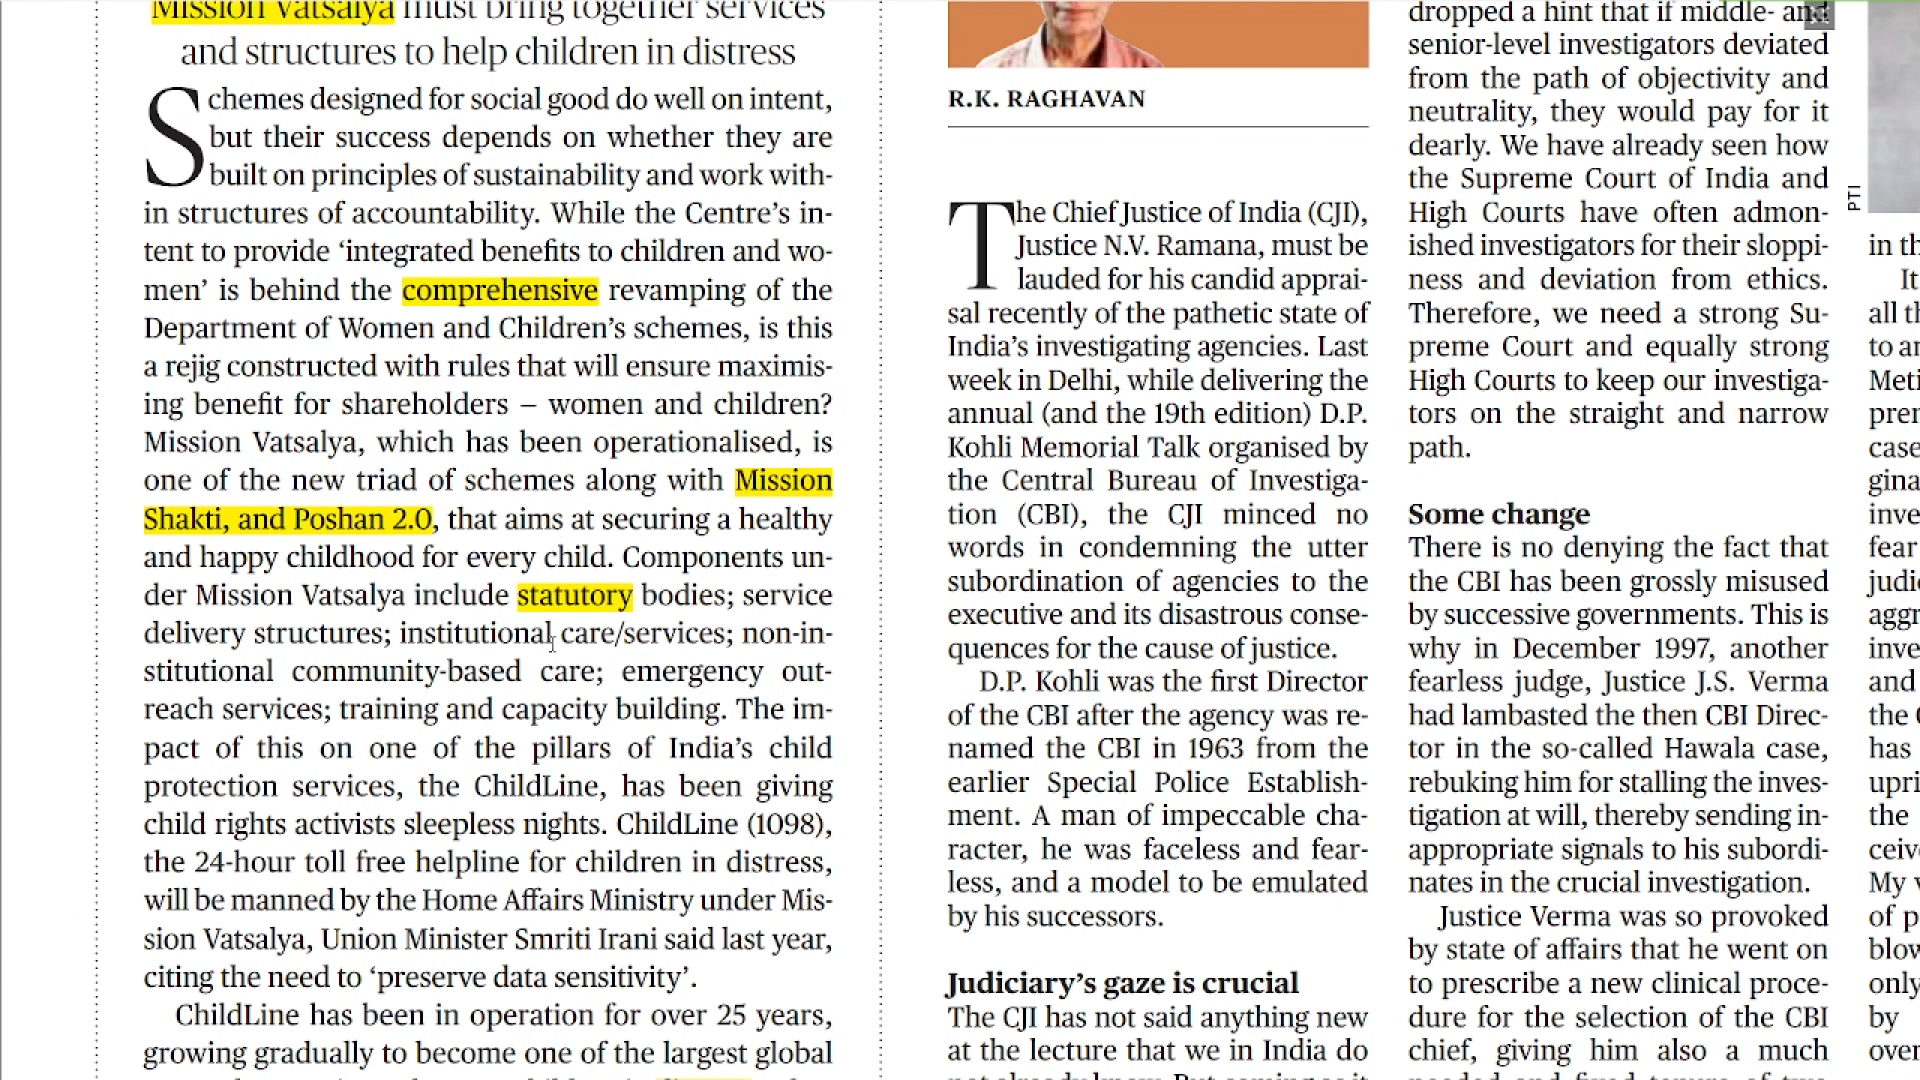 Mission Vatsalya must bring together services
and structures to help children in distress
Schemes designed for social good do well on intent,
but their success depends on whether they are
built on principles of sustainability and work with-
in structures of accountability. While the Centre’s in-
tent to provide ‘integrated benefits to children and wo-
men’ is behind the comprehensive revamping of the
Department of Women and Children’s schemes, is this
a rejig constructed with rules that will ensure maximis-
ing benefit for shareholders – women and children?
Mission Vatsalya, which has been operationalised, is
one of the new triad of schemes along with Mission
Shakti, and Poshan 2.0, that aims at securing a healthy
and happy childhood for every child. Components un-
der Mission Vatsalya include statutory bodies; service
delivery structures; institutional care/services; non-in-
stitutional community-based care; emergency out-
reach services; training and capacity building. The im-
pact of this on one of the pillars of India’s child
protection services, the ChildLine, has been giving
child rights activists sleepless nights. ChildLine (1098),
the 24-hour toll free helpline for children in distress,
will be manned by the Home Affairs Ministry under Mis-
sion Vatsalya, Union Minister Smriti Irani said last year,
citing the need to ‘preserve data sensitivity’.
ChildLine has been in operation for over 25 years,
growing gradually to become one of the largest global
R.K. RAGHAVAN
The Chief Justice of India (CJI),
Justice N.V. Ramana, must be
lauded for his candid apprai-
sal recently of the pathetic state of
India’s investigating agencies. Last
week in Delhi, while delivering the
annual (and the 19th edition) D.P.
Kohli Memorial Talk organised by
the Central Bureau of Investiga-
tion (CBI), the CJI minced no
words in condemning the utter
subordination of agencies to the
executive and its disastrous conse-
quences for the cause of justice.
D.P. Kohli was the first Director
of the CBI after the agency was re-
named the CBI in 1963 from the
earlier Special Police Establish-
ment. A man of impeccable cha-
racter, he was faceless and fear-
less, and a model to be emulated
by his successors.
Judiciary’s gaze is crucial
The CJI has not said anything new
at the lecture that we in India do
dropped a hint that if middle- and
senior-level investigators deviated
from the path of objectivity and
neutrality, they would pay for it
dearly. We have already seen how
the Supreme Court of India and
High Courts have often admon-
ished investigators for their sloppi-
ness and deviation from ethics.
Therefore, we need a strong Su-
preme Court and equally strong
High Courts to keep our investiga-
tors on the straight and narrow
path.
Some change
There is no denying the fact that
the CBI has been grossly misused
by successive governments. This is
why in December 1997, another
fearless judge, Justice J.S. Verma
had lambasted the then CBI Direc-
tor in the so-called Hawala case,
rebuking him for stalling the inves-
tigation at will, thereby sending in-
appropriate signals to his subordi-
nates in the crucial investigation.
Justice Verma was so provoked
by state of affairs that he went on
to prescribe a new clinical proce-
dure for the selection of the CBI
chief, giving him also a much
PTI
in th
It
all th
to an
Meti
pren
case
gina
inve
fear
judi
aggr
inve
and
the
has
upri
the
ceiv
My
of p
blow
only
by
over